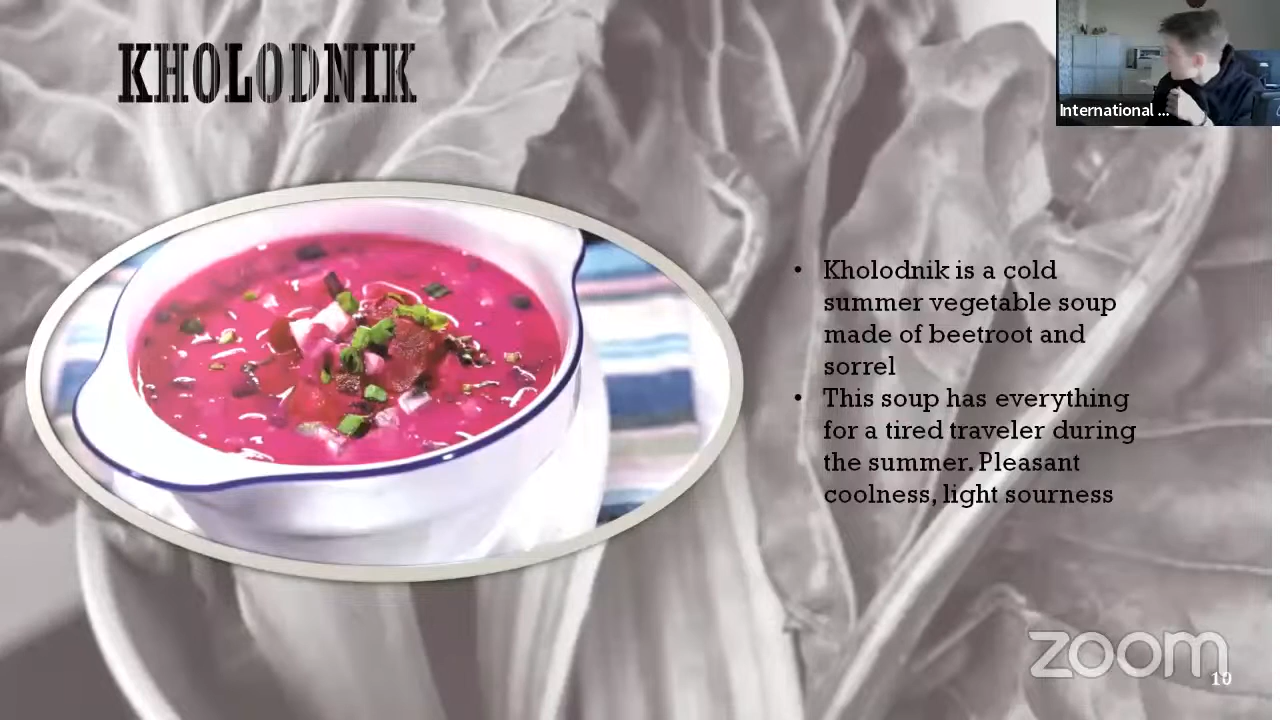 KHOLODNIK
International ...
• Kholodnik is a cold
summer vegetable soup
made of beetroot and
sorrel
• This soup has everything
for a tired traveler during
the summer. Pleasant
coolness, light sourness
zoom
10